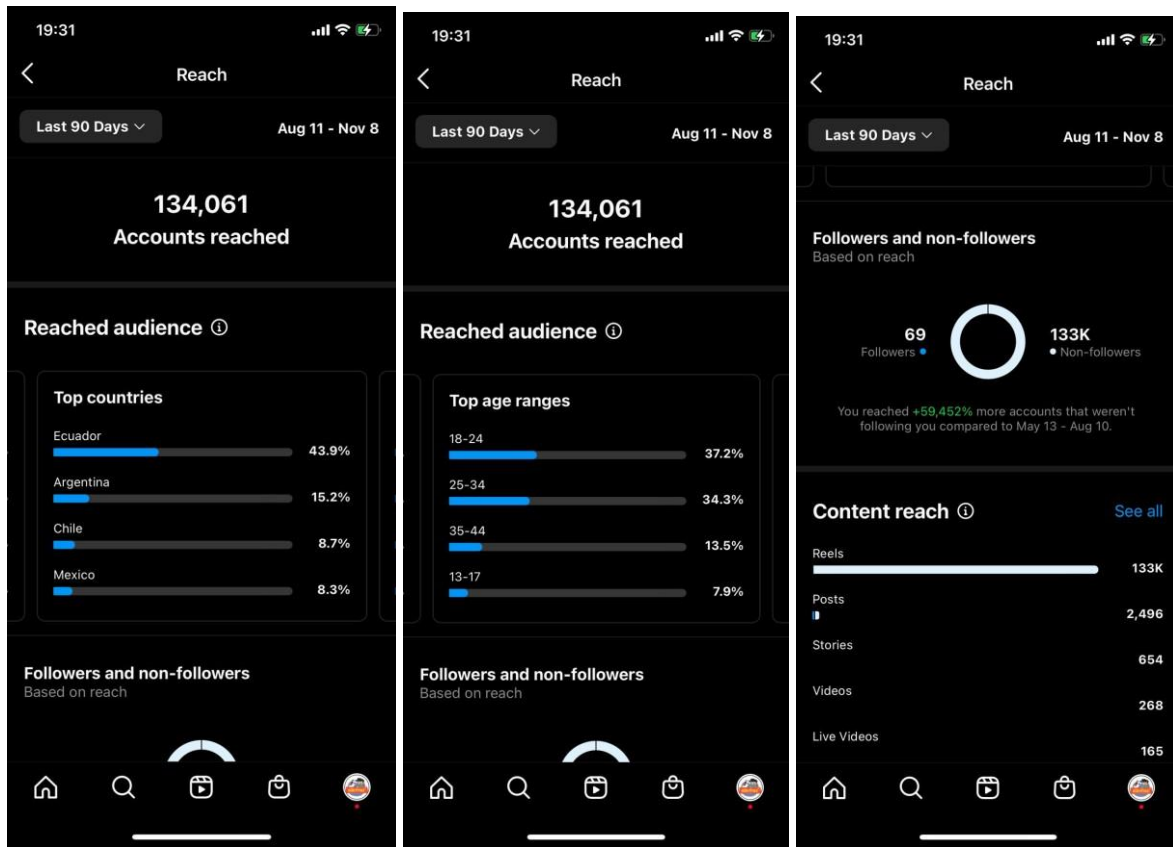 19:31
Reach
Last 90 Days
Aug 11 - Nov 8
134,061
Accounts reached
Reached audience
Top countries
Ecuador
43.9%
Argentina
15.2%
Chile
8.7%
Mexico
8.3%
Followers and non-followers
Based on reach
19:31
Reach
Last 90 Days
Aug 11 - Nov 8
134,061
Accounts reached
Reached audience
Top age ranges
18-24
37.2%
25-34
34.3%
35-44
13.5%
13-17
7.9%
Followers and non-followers
Based on reach
19:31
Reach
Last 90 Days
Aug 11 - Nov 8
Followers and non-followers
Based on reach
69
Followers
133K
Non-followers
You reached +59,452% more accounts that weren't
following you compared to May 13 - Aug 10.
Content reach
See all
Reels
133K
Posts
2,496
Stories
654
Videos
268
Live Videos
165